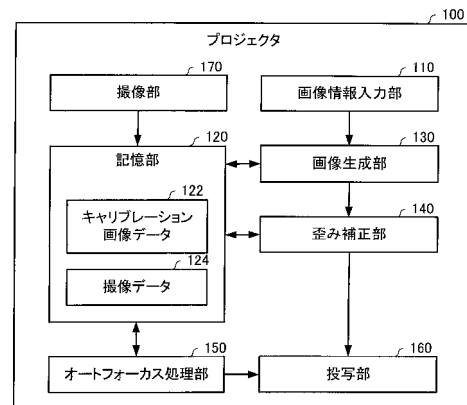 100
プロジェクタ
170
撮像部
110
画像情報入力部
120
記憶部
130
画像生成部
122
キャリブレーション
画像データ
140
歪み補正部
124
撮像データ
150
オートフォーカス処理部
160
投写部